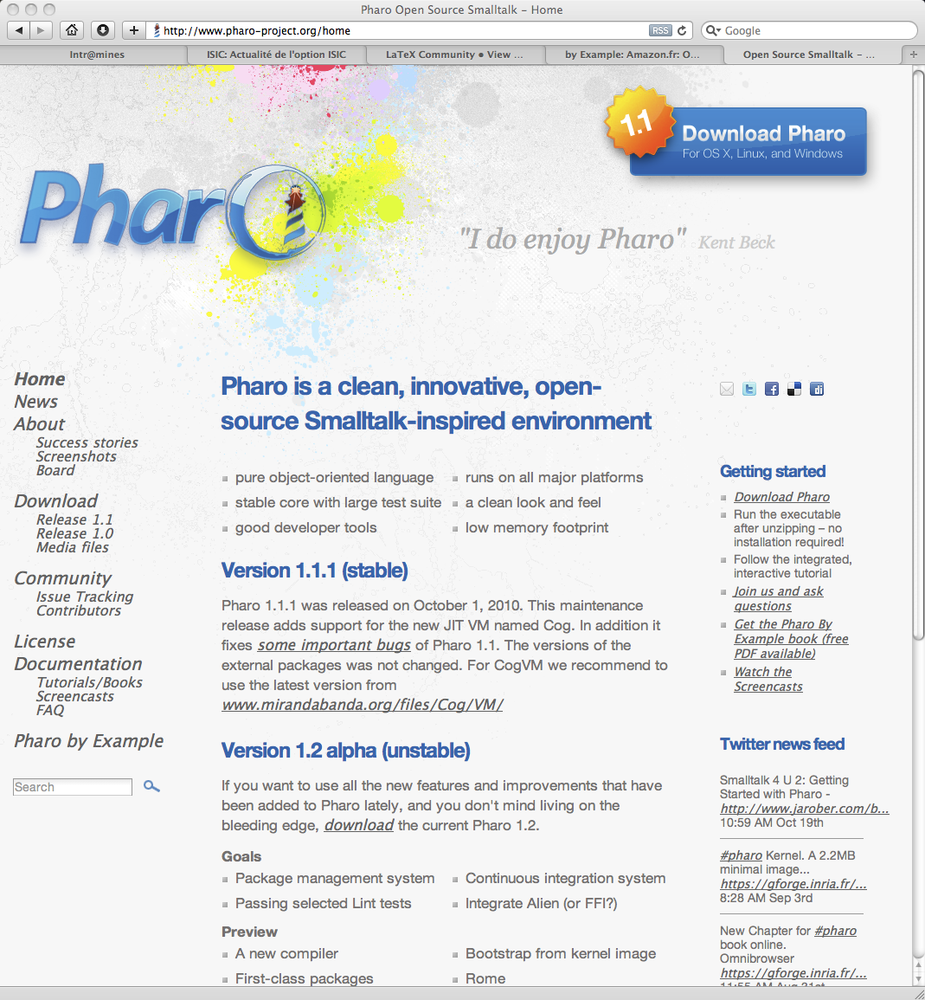 Pharo Open Source Smalltalk – Home
http://www.pharo-project.org/home
RSS
Google
Intr@mines
ISIC: Actualité de l'option ISIC
LaTeX Community • View ...
by Example: Amazon.fr: O...
Open Source Smalltalk – ...
1.1
Download Pharo
For OS X, Linux, and Windows
Pharo
"I do enjoy Pharo" Kent Beck
Home
News
About
Success stories
Screenshots
Board
Download
Release 1.1
Release 1.0
Media files
Community
Issue Tracking
Contributors
License
Documentation
Tutorials/Books
Screencasts
FAQ
Pharo by Example
Search
Pharo is a clean, innovative, open-
source Smalltalk-inspired environment
pure object-oriented language
runs on all major platforms
stable core with large test suite
a clean look and feel
good developer tools
low memory footprint
Version 1.1.1 (stable)
Pharo 1.1.1 was released on October 1, 2010. This maintenance
release adds support for the new JIT VM named Cog. In addition it
fixes some important bugs of Pharo 1.1. The versions of the
external packages was not changed. For CogVM we recommend to
use the latest version from
www.mirandabanda.org/files/Cog/VM/
Version 1.2 alpha (unstable)
If you want to use all the new features and improvements that have
been added to Pharo lately, and you don't mind living on the
bleeding edge, download the current Pharo 1.2.
Goals
Package management system
Continuous integration system
Passing selected Lint tests
Integrate Alien (or FFI?)
Preview
A new compiler
Bootstrap from kernel image
First-class packages
Rome
Getting started
Download Pharo
Run the executable
after unzipping – no
installation required!
Follow the integrated,
interactive tutorial
Join us and ask
questions
Get the Pharo By
Example book (free
PDF available)
Watch the
Screencasts
Twitter news feed
Smalltalk 4 U 2: Getting
Started with Pharo -
http://www.jarober.com/b...
10:59 AM Oct 19th
#pharo Kernel. A 2.2MB
minimal image...
https://gforge.inria.fr/...
8:28 AM Sep 3rd
New Chapter for #pharo
book online.
Omnibrowser
https://gforge.inria.fr/...
11:55 AM Aug 31st